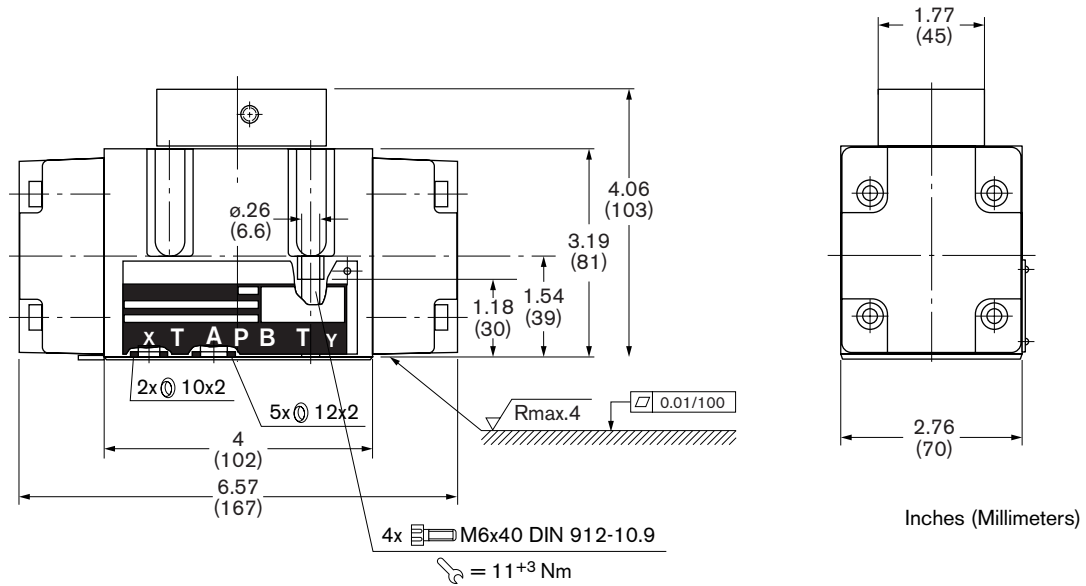 1.77
(45)
4.06
(103)
ø.26
(6.6)
3.19
(81)
1.54
(39)
1.18
(30)
X T A P B T Y
2x 10x2
5x 12x2
Rmax.4
0.01/100
4
(102)
2.76
(70)
6.57
(167)
Inches (Millimeters)
4x M6x40 DIN 912-10.9
= 11+3 Nm